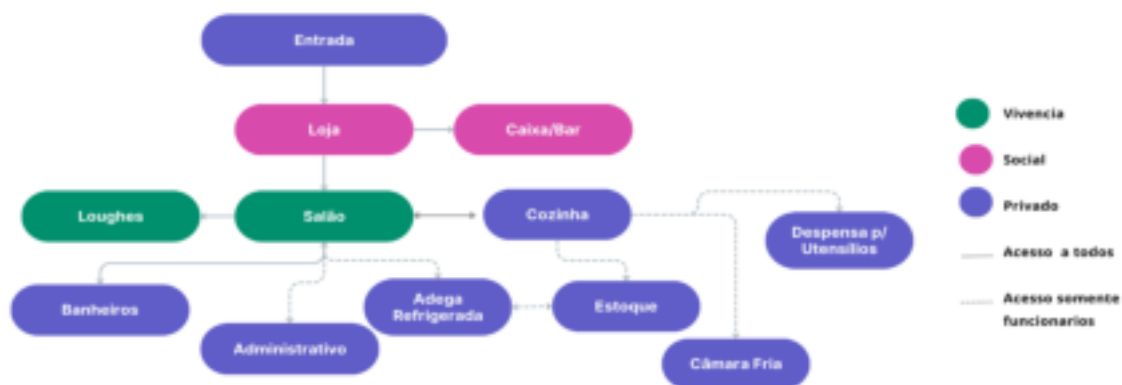 Entrada
Loja
Caixa/Bar
Loughes
Salão
Cozinha
Despensa p/
Utensílios
Banheiros
Administrativo
Adega
Refrigerada
Estoque
Câmara Fria
Vivencia
Social
Privado
Acesso a todos
Acesso somente
funcionarios